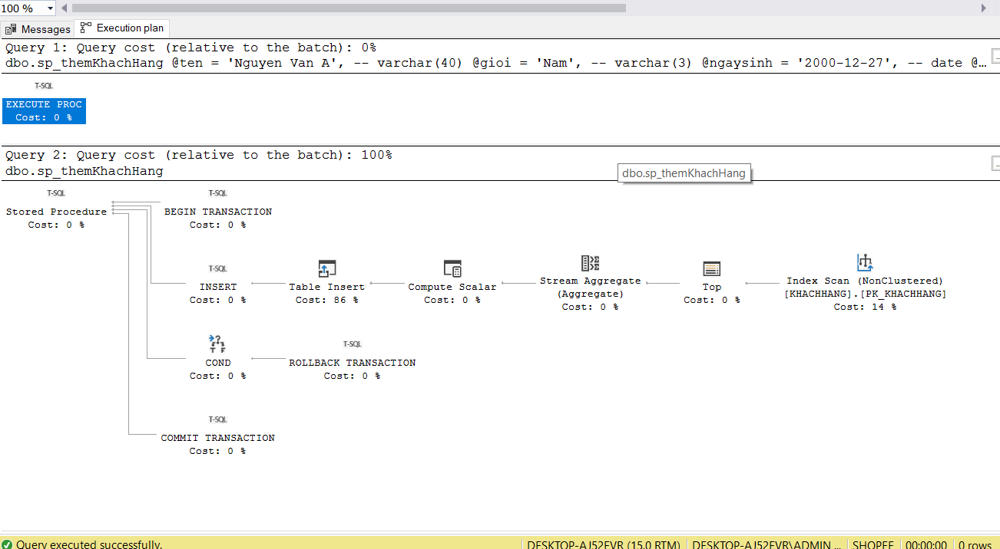 100 %
Messages
Execution plan
Query 1: Query cost (relative to the batch): 0%
dbo.sp_themKhachHang @ten = 'Nguyen Van A', -- varchar(40) @gioi = 'Nam', -- varchar(3) @ngaysinh = '2000-12-27', -- date @…
T-SQL
EXECUTE PROC
Cost: 0 %
Query 2: Query cost (relative to the batch): 100%
dbo.sp_themKhachHang
dbo.sp_themKhachHang
T-SQL
Stored Procedure
Cost: 0 %
T-SQL
BEGIN TRANSACTION
Cost: 0 %
T-SQL
INSERT
Cost: 0 %
Table Insert
Cost: 86 %
Compute Scalar
Cost: 0 %
Stream Aggregate
(Aggregate)
Cost: 0 %
Top
Cost: 0 %
Index Scan (NonClustered)
[KHACHHANG].[PK_KHACHHANG]
Cost: 14 %
T F
COND
Cost: 0 %
T-SQL
ROLLBACK TRANSACTION
Cost: 0 %
T-SQL
COMMIT TRANSACTION
Cost: 0 %
Query executed successfully.
DESKTOP-AJ52EVR (15.0 RTM)
DESKTOP-AJ52EVR\ADMIN ...
SHOPEE
00:00:00
0 rows